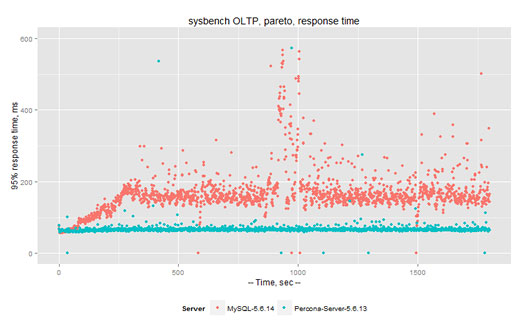 sysbench OLTP, pareto, response time
95% response time, ms
600
400
200
0
0
500
1000
1500
-- Time, sec --
Server MySQL-5.6.14 Percona-Server-5.6.13